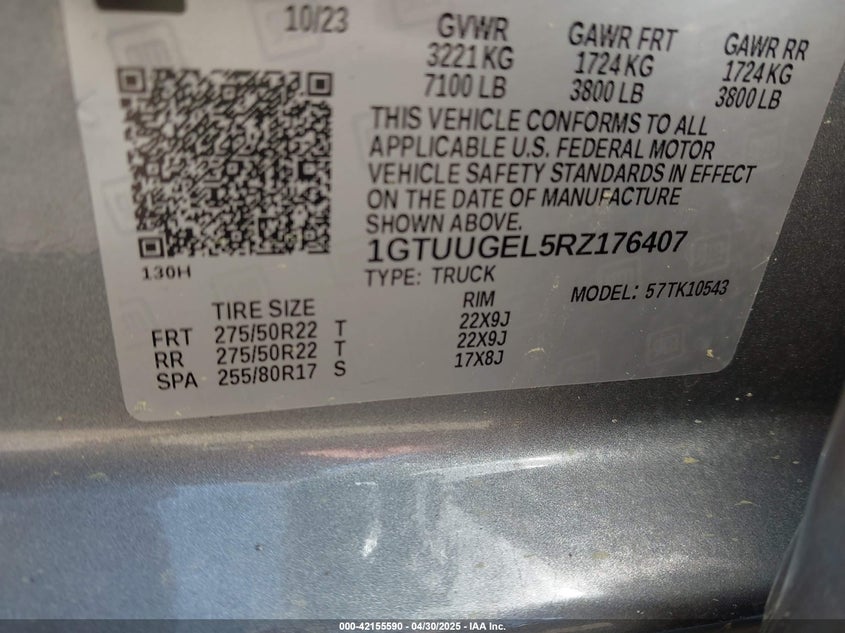 10/23
GVWR
3221 KG
7100 LB
GAWR FRT
1724 KG
3800 LB
GAWR RR
1724 KG
3800 LB
THIS VEHICLE CONFORMS TO ALL
APPLICABLE U.S. FEDERAL MOTOR
VEHICLE SAFETY STANDARDS IN EFFECT
ON THE DATE OF MANUFACTURE
SHOWN ABOVE.
1GTUUGEL5RZ176407
130H
TYPE: TRUCK
MODEL: 57TK10543
TIRE SIZE RIM
FRT 275/50R22 T 22X9J
RR 275/50R22 T 22X9J
SPA 255/80R17 S 17X8J
000-42155590 - 04/30/2025 - IAA Inc.